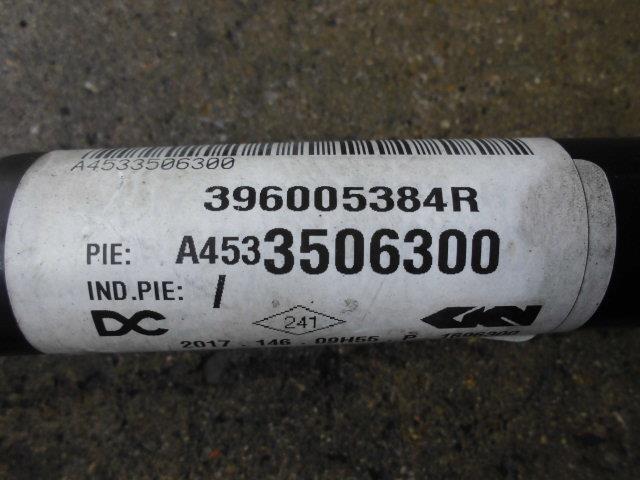 A4533506300
396005384R
PIE: A4533506300
IND.PIE: /
DC 241 GKN
2017 - 146 - 09H55 - P